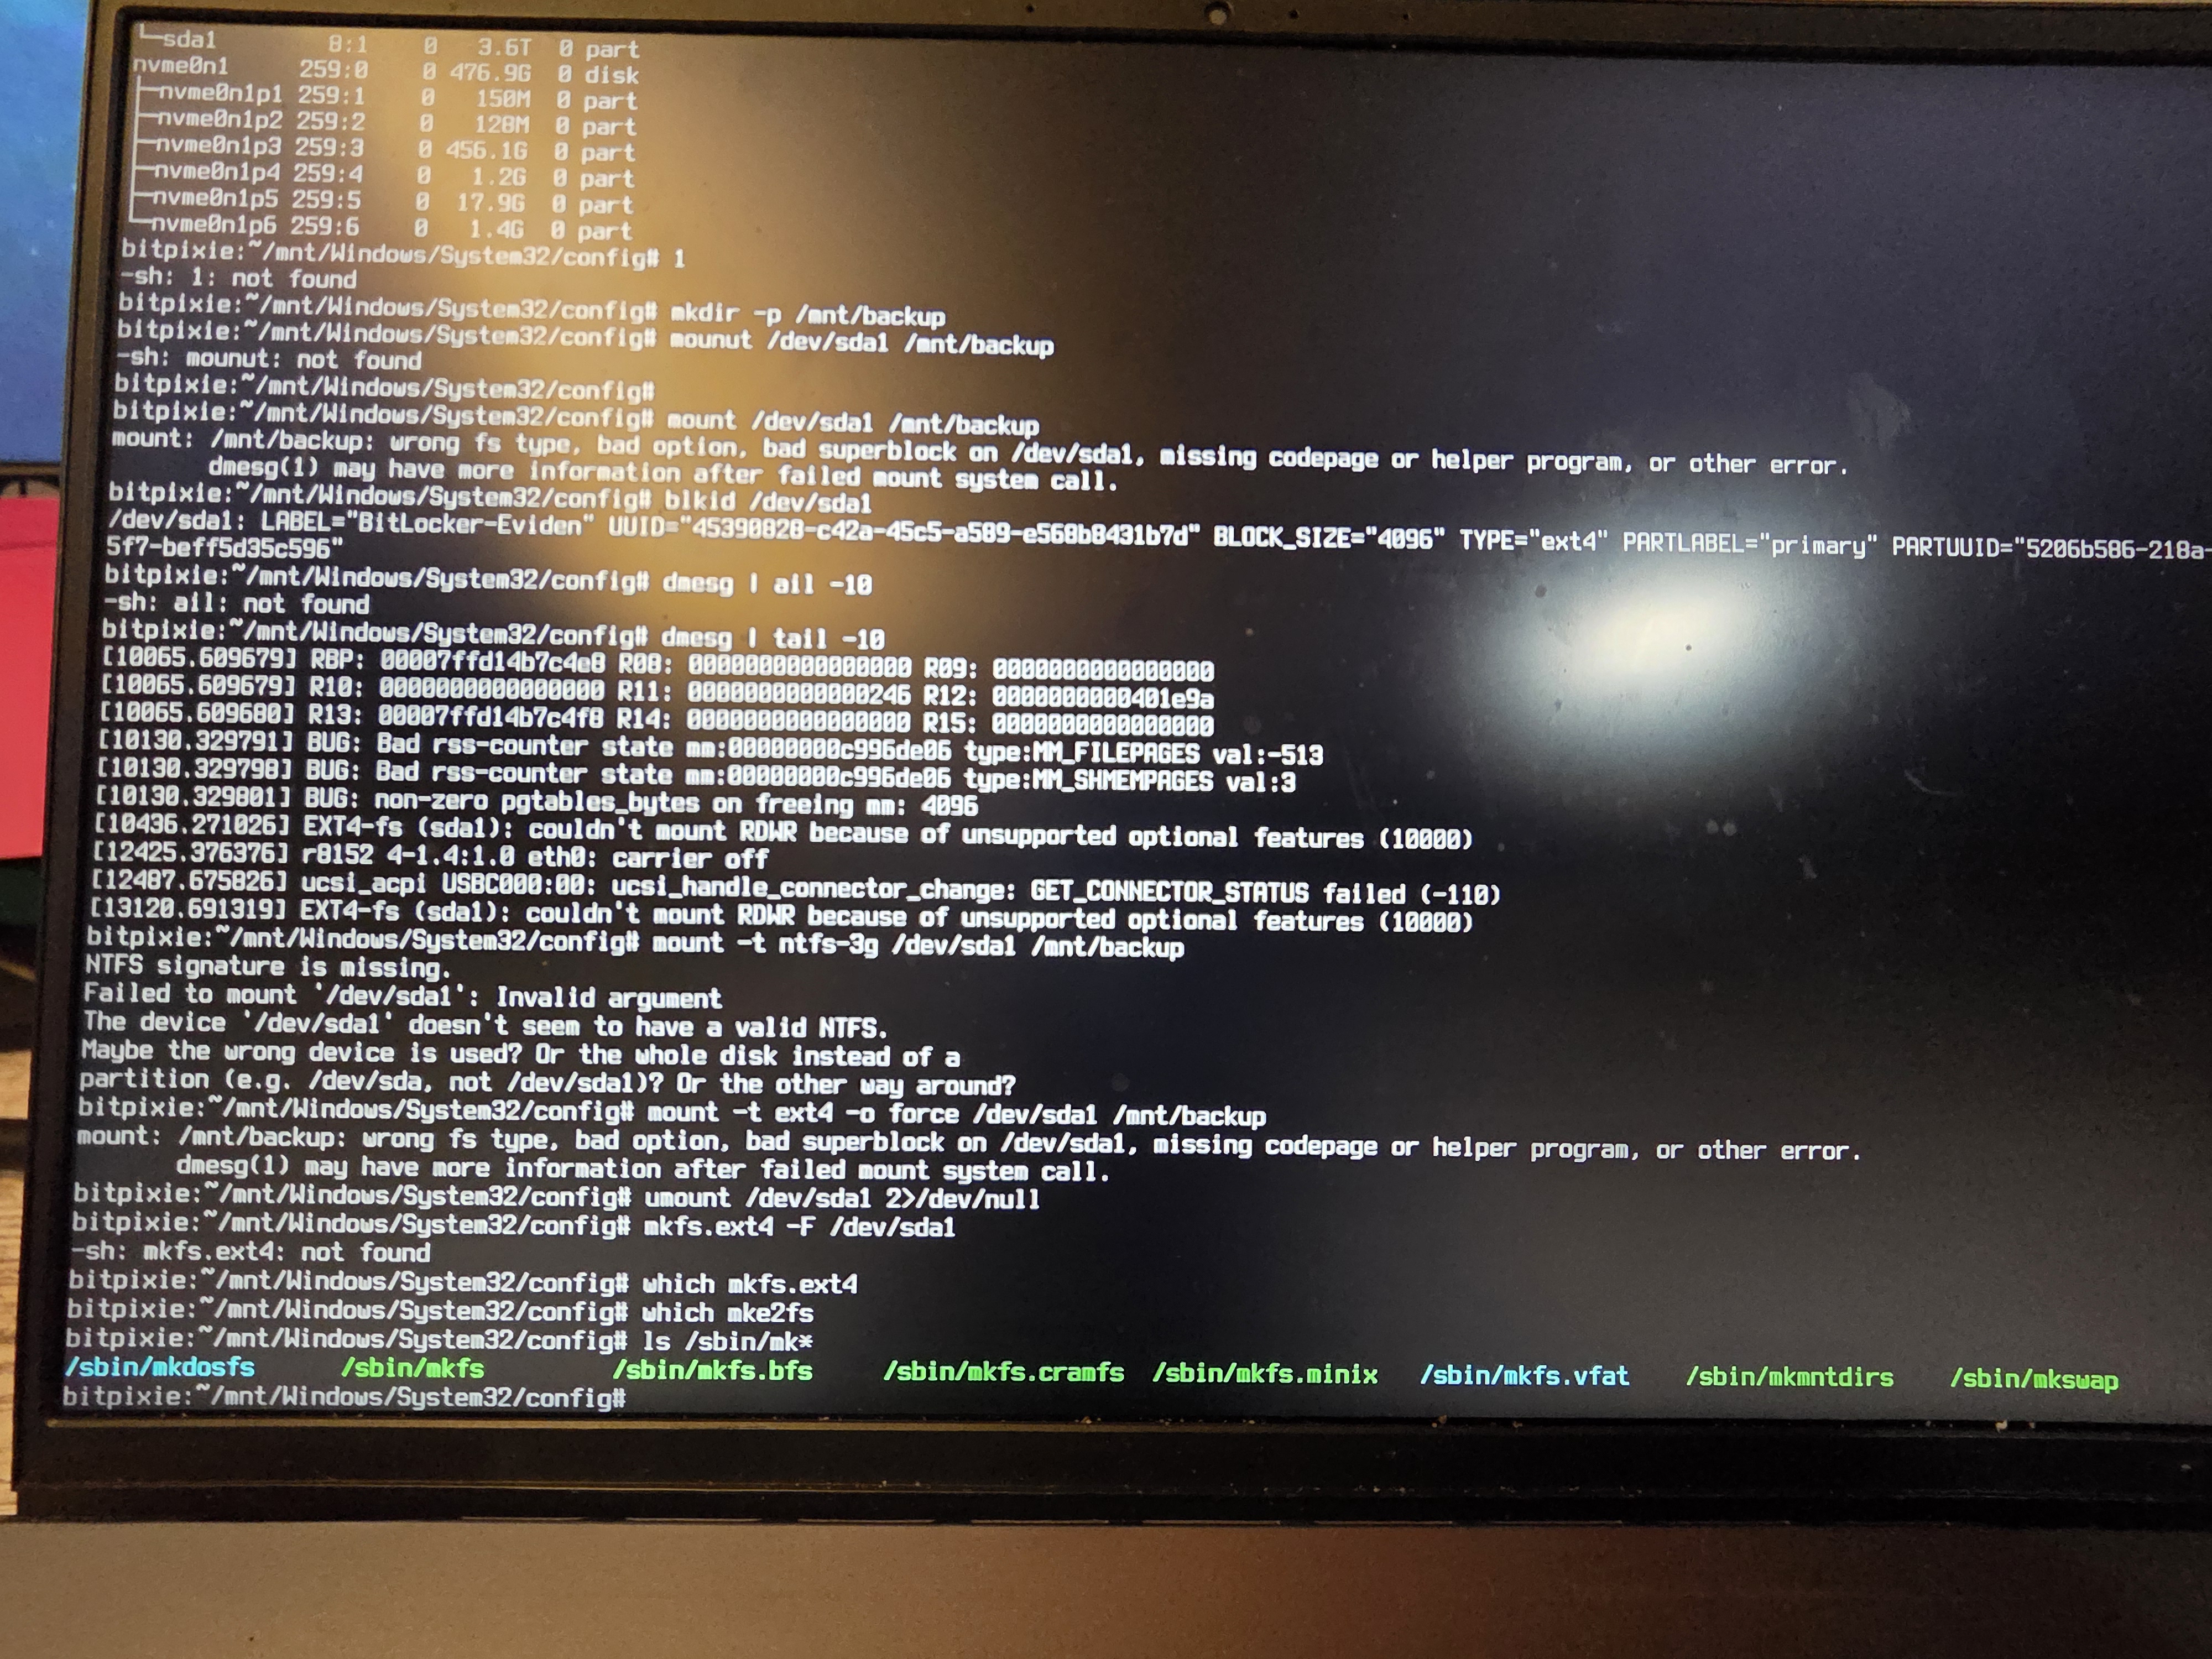 └─sda1 8:1 0 3.6T 0 part
nvme0n1 259:0 0 476.9G 0 disk
├─nvme0n1p1 259:1 0 150M 0 part
├─nvme0n1p2 259:2 0 128M 0 part
├─nvme0n1p3 259:3 0 456.1G 0 part
├─nvme0n1p4 259:4 0 1.2G 0 part
├─nvme0n1p5 259:5 0 17.9G 0 part
└─nvme0n1p6 259:6 0 1.4G 0 part
bitpixie:~/mnt/Windows/System32/config# 1
-sh: 1: not found
bitpixie:~/mnt/Windows/System32/config# mkdir -p /mnt/backup
bitpixie:~/mnt/Windows/System32/config# mounut /dev/sda1 /mnt/backup
-sh: mounut: not found
bitpixie:~/mnt/Windows/System32/config#
bitpixie:~/mnt/Windows/System32/config# mount /dev/sda1 /mnt/backup
mount: /mnt/backup: wrong fs type, bad option, bad superblock on /dev/sda1, missing codepage or helper program, or other error.
dmesg(1) may have more information after failed mount system call.
bitpixie:~/mnt/Windows/System32/config# blkid /dev/sda1
/dev/sda1: LABEL="BitLocker-Eviden" UUID="45390828-c42a-45c5-a589-e568b8431b7d" BLOCK_SIZE="4096" TYPE="ext4" PARTLABEL="primary" PARTUUID="5206b586-218a-
5f7-beff5d35c596"
bitpixie:~/mnt/Windows/System32/config# dmesg | ail -10
-sh: ail: not found
bitpixie:~/mnt/Windows/System32/config# dmesg | tail -10
[10065.609679] RBP: 00007ffd14b7c4e8 R08: 0000000000000000 R09: 0000000000000000
[10065.609679] R10: 0000000000000000 R11: 0000000000000246 R12: 0000000000401e9a
[10065.609680] R13: 00007ffd14b7c4f8 R14: 0000000000000000 R15: 0000000000000000
[10130.329791] BUG: Bad rss-counter state mm:00000000c996de06 type:MM_FILEPAGES val:-513
[10130.329798] BUG: Bad rss-counter state mm:00000000c996de06 type:MM_SHMEMPAGES val:3
[10130.329801] BUG: non-zero pgtables_bytes on freeing mm: 4096
[10436.271026] EXT4-fs (sda1): couldn't mount RDWR because of unsupported optional features (10000)
[12425.376376] r8152 4-1.4:1.0 eth0: carrier off
[12487.675826] ucsi_acpi USBC000:00: ucsi_handle_connector_change: GET_CONNECTOR_STATUS failed (-110)
[13120.691319] EXT4-fs (sda1): couldn't mount RDWR because of unsupported optional features (10000)
bitpixie:~/mnt/Windows/System32/config# mount -t ntfs-3g /dev/sda1 /mnt/backup
NTFS signature is missing.
Failed to mount '/dev/sda1': Invalid argument
The device '/dev/sda1' doesn't seem to have a valid NTFS.
Maybe the wrong device is used? Or the whole disk instead of a
partition (e.g. /dev/sda, not /dev/sda1)? Or the other way around?
bitpixie:~/mnt/Windows/System32/config# mount -t ext4 -o force /dev/sda1 /mnt/backup
mount: /mnt/backup: wrong fs type, bad option, bad superblock on /dev/sda1, missing codepage or helper program, or other error.
dmesg(1) may have more information after failed mount system call.
bitpixie:~/mnt/Windows/System32/config# umount /dev/sda1 2>/dev/null
bitpixie:~/mnt/Windows/System32/config# mkfs.ext4 -F /dev/sda1
-sh: mkfs.ext4: not found
bitpixie:~/mnt/Windows/System32/config# which mkfs.ext4
bitpixie:~/mnt/Windows/System32/config# which mke2fs
bitpixie:~/mnt/Windows/System32/config# ls /sbin/mk*
/sbin/mkdosfs /sbin/mkfs /sbin/mkfs.bfs /sbin/mkfs.cramfs /sbin/mkfs.minix /sbin/mkfs.vfat /sbin/mkmntdirs /sbin/mkswap
bitpixie:~/mnt/Windows/System32/config#